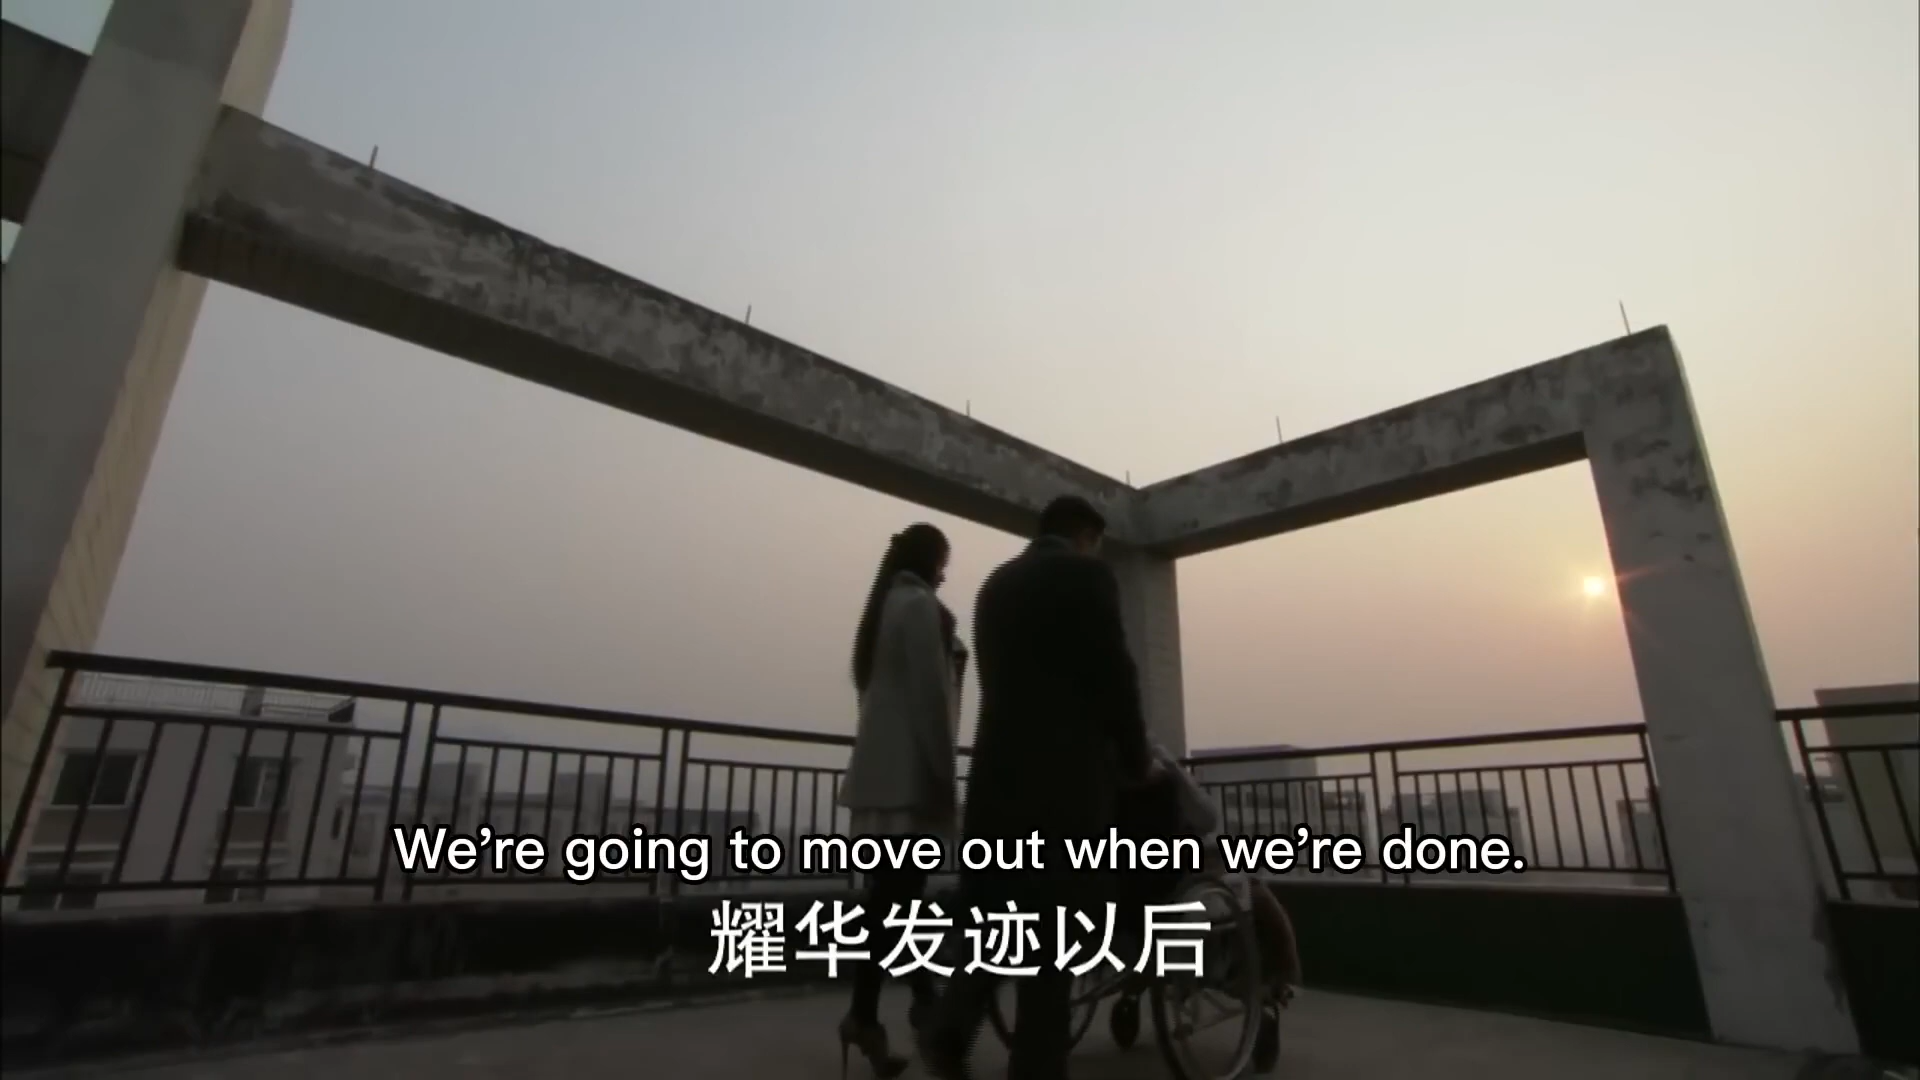 We’re going to move out when we’re done.
耀华发迹以后